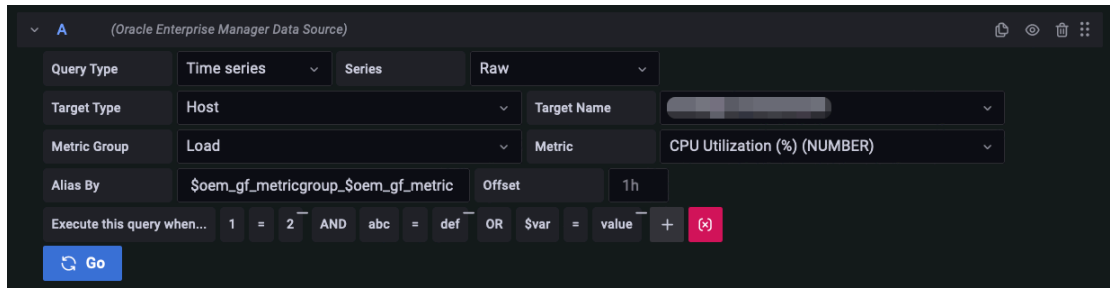 A (Oracle Enterprise Manager Data Source)
Query Type Time series Series Raw
Target Type Host Target Name
Metric Group Load Metric CPU Utilization (%) (NUMBER)
Alias By $oem_gf_metricgroup_$oem_gf_metric Offset 1h
Execute this query when... 1 = 2 AND abc = def OR $var = value + (x)
Go